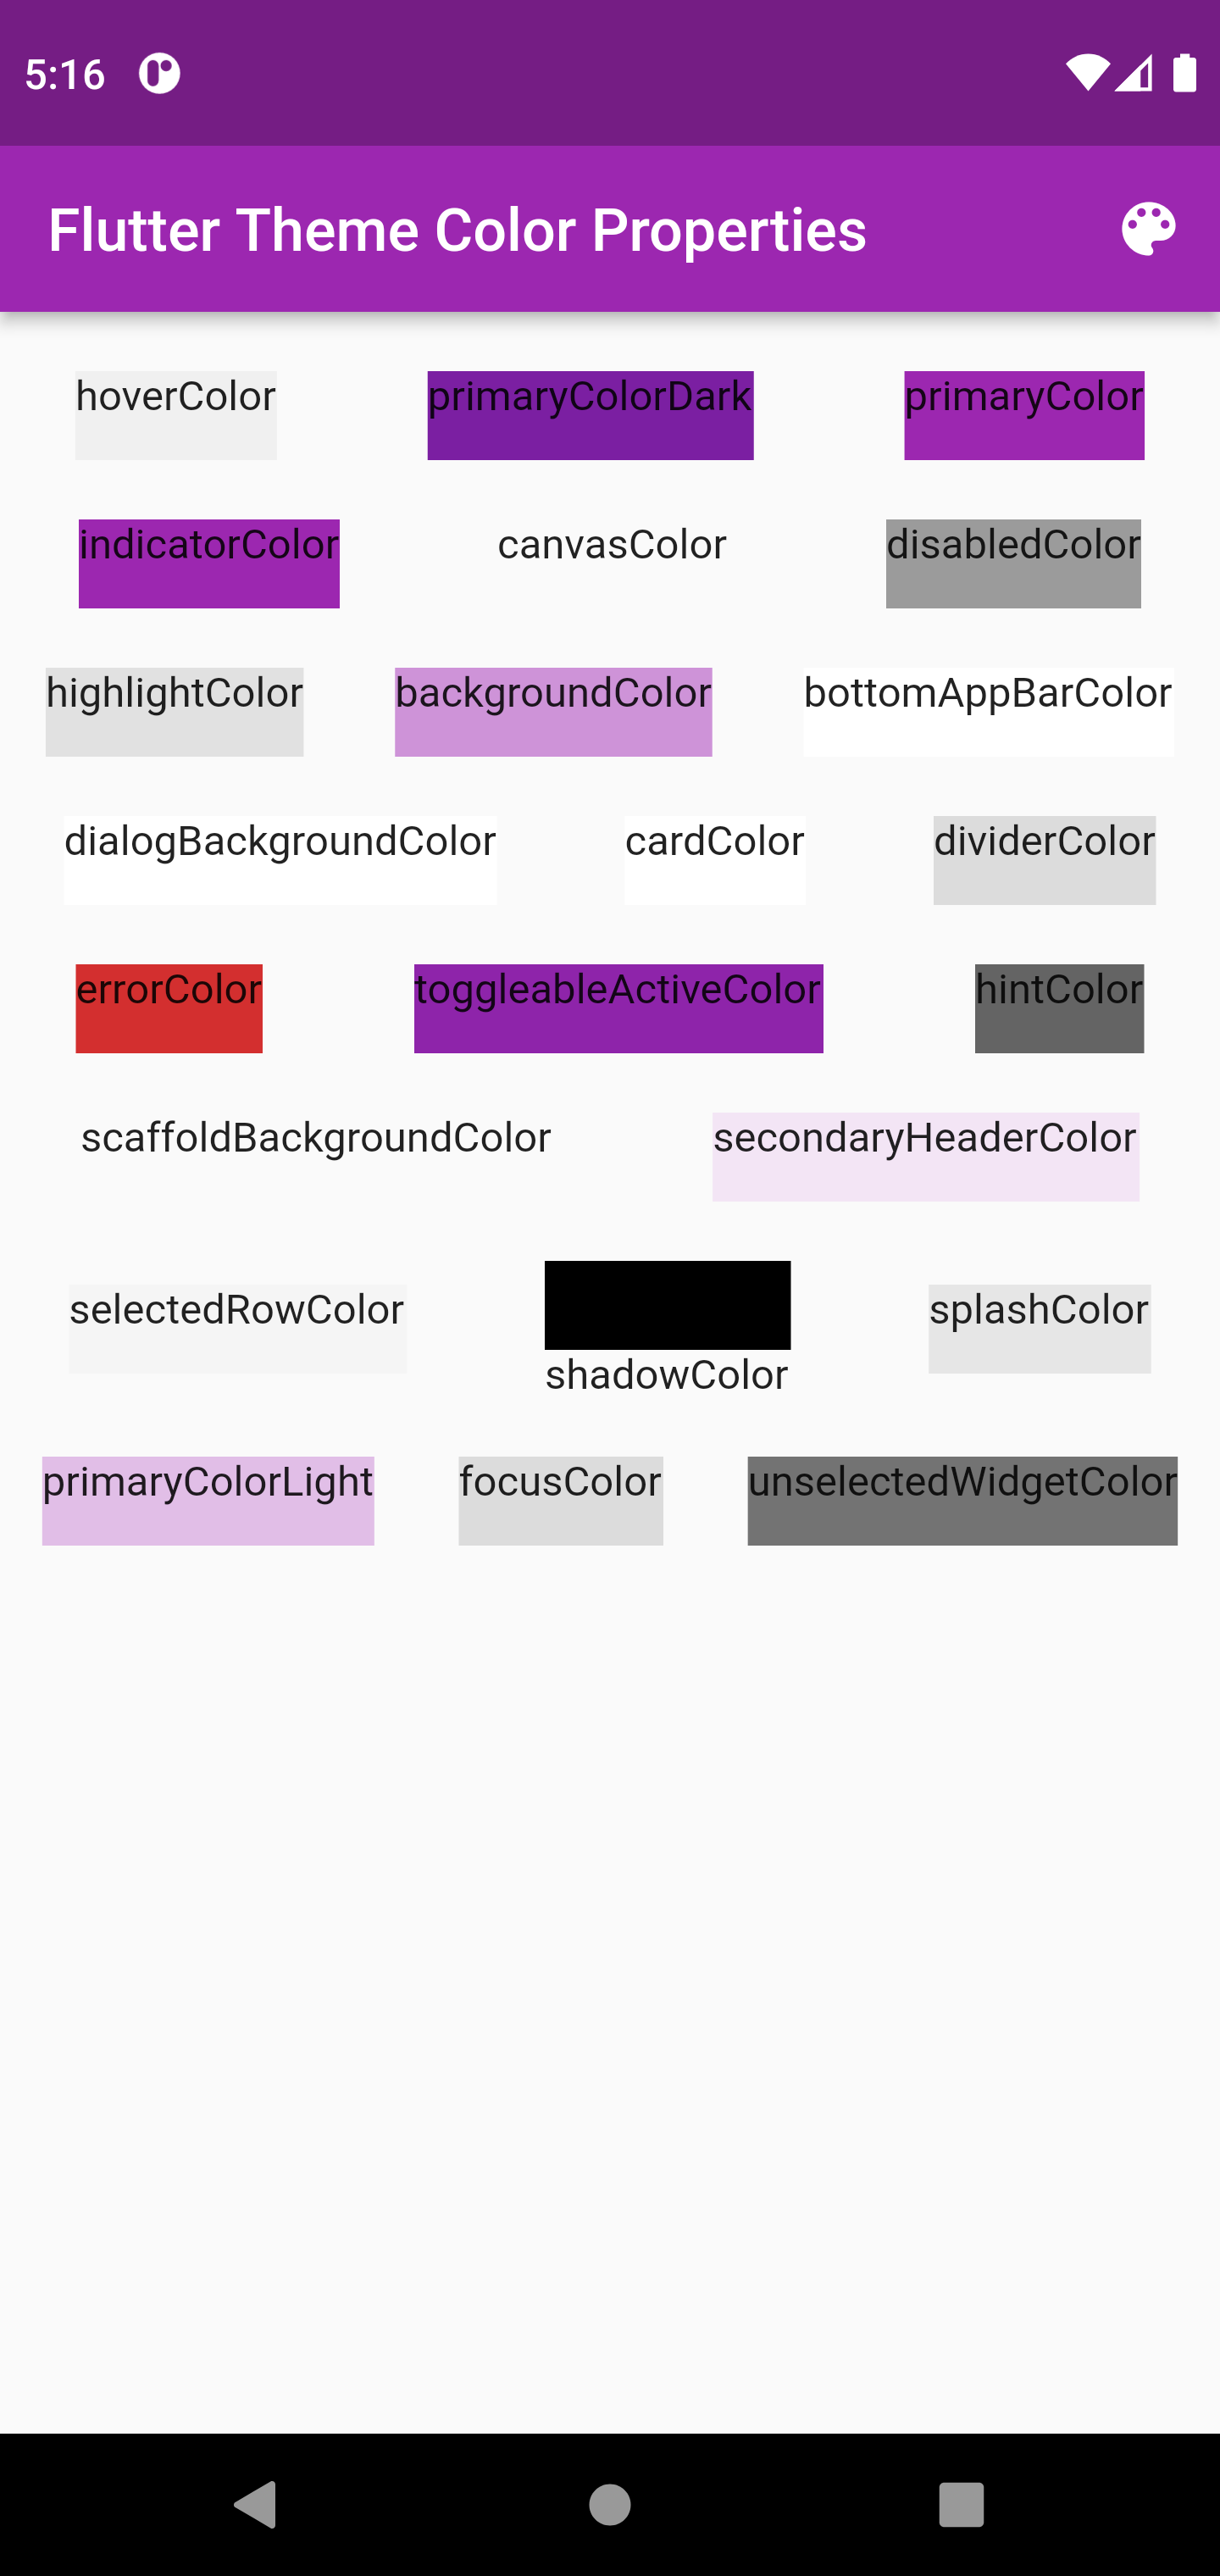 5:16
Flutter Theme Color Properties
hoverColor primaryColorDark primaryColor
indicatorColor canvasColor disabledColor
highlightColor backgroundColor bottomAppBarColor
dialogBackgroundColor cardColor dividerColor
errorColor toggleableActiveColor hintColor
scaffoldBackgroundColor secondaryHeaderColor
selectedRowColor shadowColor splashColor
primaryColorLight focusColor unselectedWidgetColor